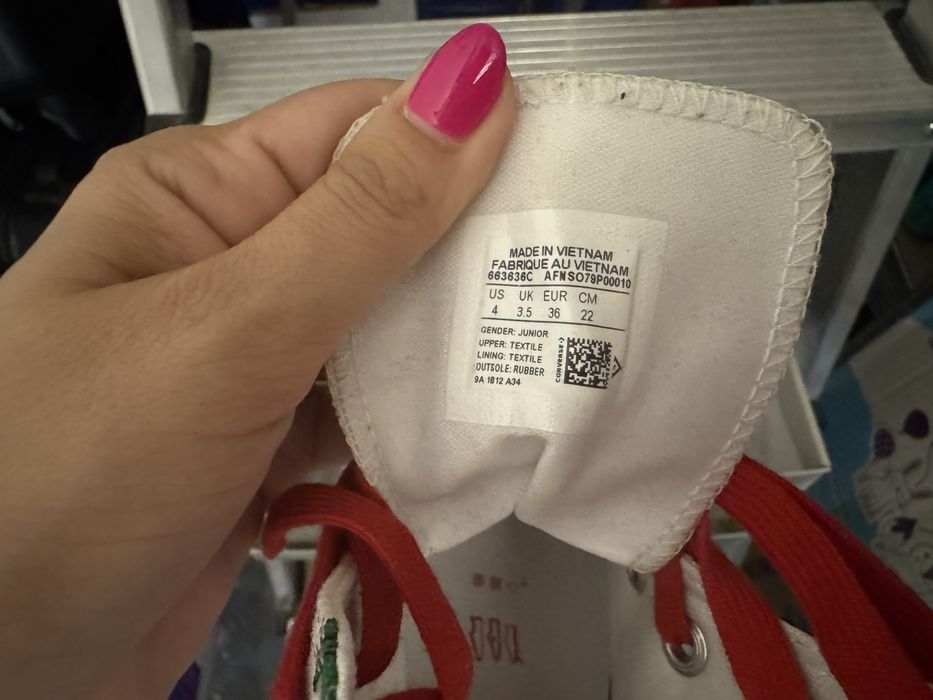 MADE IN VIETNAM
FABRIQUE AU VIETNAM
663636C AFNSO79P00010
US UK EUR CM
4 3.5 36 22
GENDER: JUNIOR
UPPER: TEXTILE
LINING: TEXTILE
OUTSOLE: RUBBER
9A 1812 A34
CONVERSE